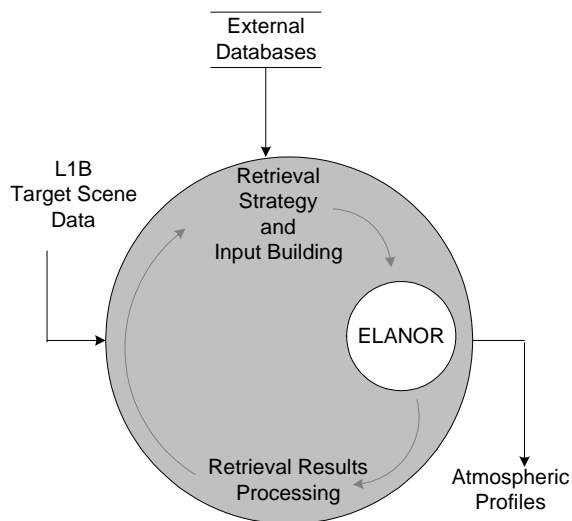 External
Databases
L1B
Target Scene
Data
Retrieval
Strategy
and
Input Building
ELANOR
Retrieval Results
Processing
Atmospheric
Profiles